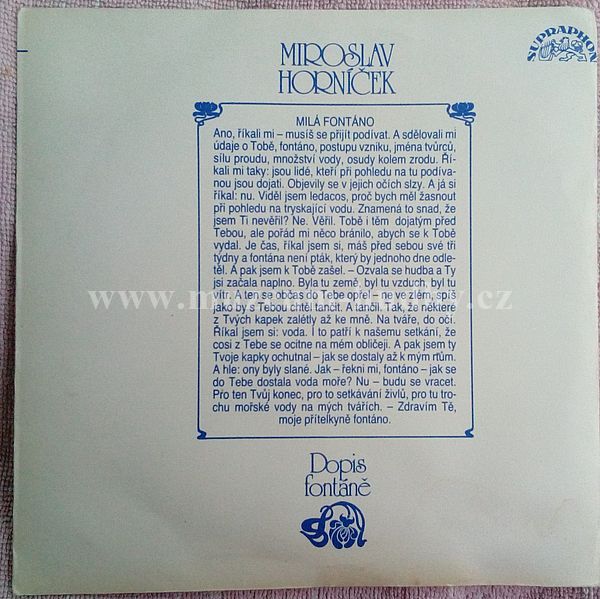 SUPRAPHON
MIROSLAV
HORNÍČEK
MILÁ FONTÁNO
Ano, říkali mi – musíš se přijít podívat. A sdělovali mi
údaje o Tobě, fontáno, postupu vzniku, jména tvůrců,
sílu proudu, množství vody, osudy kolem zrodu. Ří-
kali mi taky: jsou lidé, kteří při pohledu na tu podíva-
nou jsou dojati. Objevily se v jejich očích slzy. A já si
říkal: nu. Viděl jsem ledacos, proč bych měl žasnout
při pohledu na tryskající vodu. Znamená to snad, že
jsem Ti nevěřil? Ne. Věřil. Tobě i těm dojatým před
Tebou, ale pořád mi něco bránilo, abych se k Tobě
vydal. Je čas, říkal jsem si, máš před sebou své tři
týdny a fontána není pták, který by jednoho dne odle-
těl. A pak jsem k Tobě zašel. – Ozvala se hudba a Ty
jsi začala naplno. Byla tu země, byl tu vzduch, byl tu
vítr. A ten se občas do Tebe opřel – ne ve zlém, spíš
jako by s Tebou chtěl tančit. A tančil. Tak, že některé
z Tvých kapek zalétly až ke mně. Na tváře, do očí.
Říkal jsem si: voda. I to patří k našemu setkání, že
cosi z Tebe se ocitne na mém obličeji. A pak jsem ty
Tvoje kapky ochutnal – jak se dostaly až k mým rtům.
A hle: ony byly slané. Jak – řekni mi, fontáno – jak se
do Tebe dostala voda moře? Nu – budu se vracet.
Pro ten Tvůj konec, pro to setkávání živlů, pro tu tro-
chu mořské vody na mých tvářích. – Zdravím Tě,
moje přítelkyně fontáno.
Dopis
fontáně